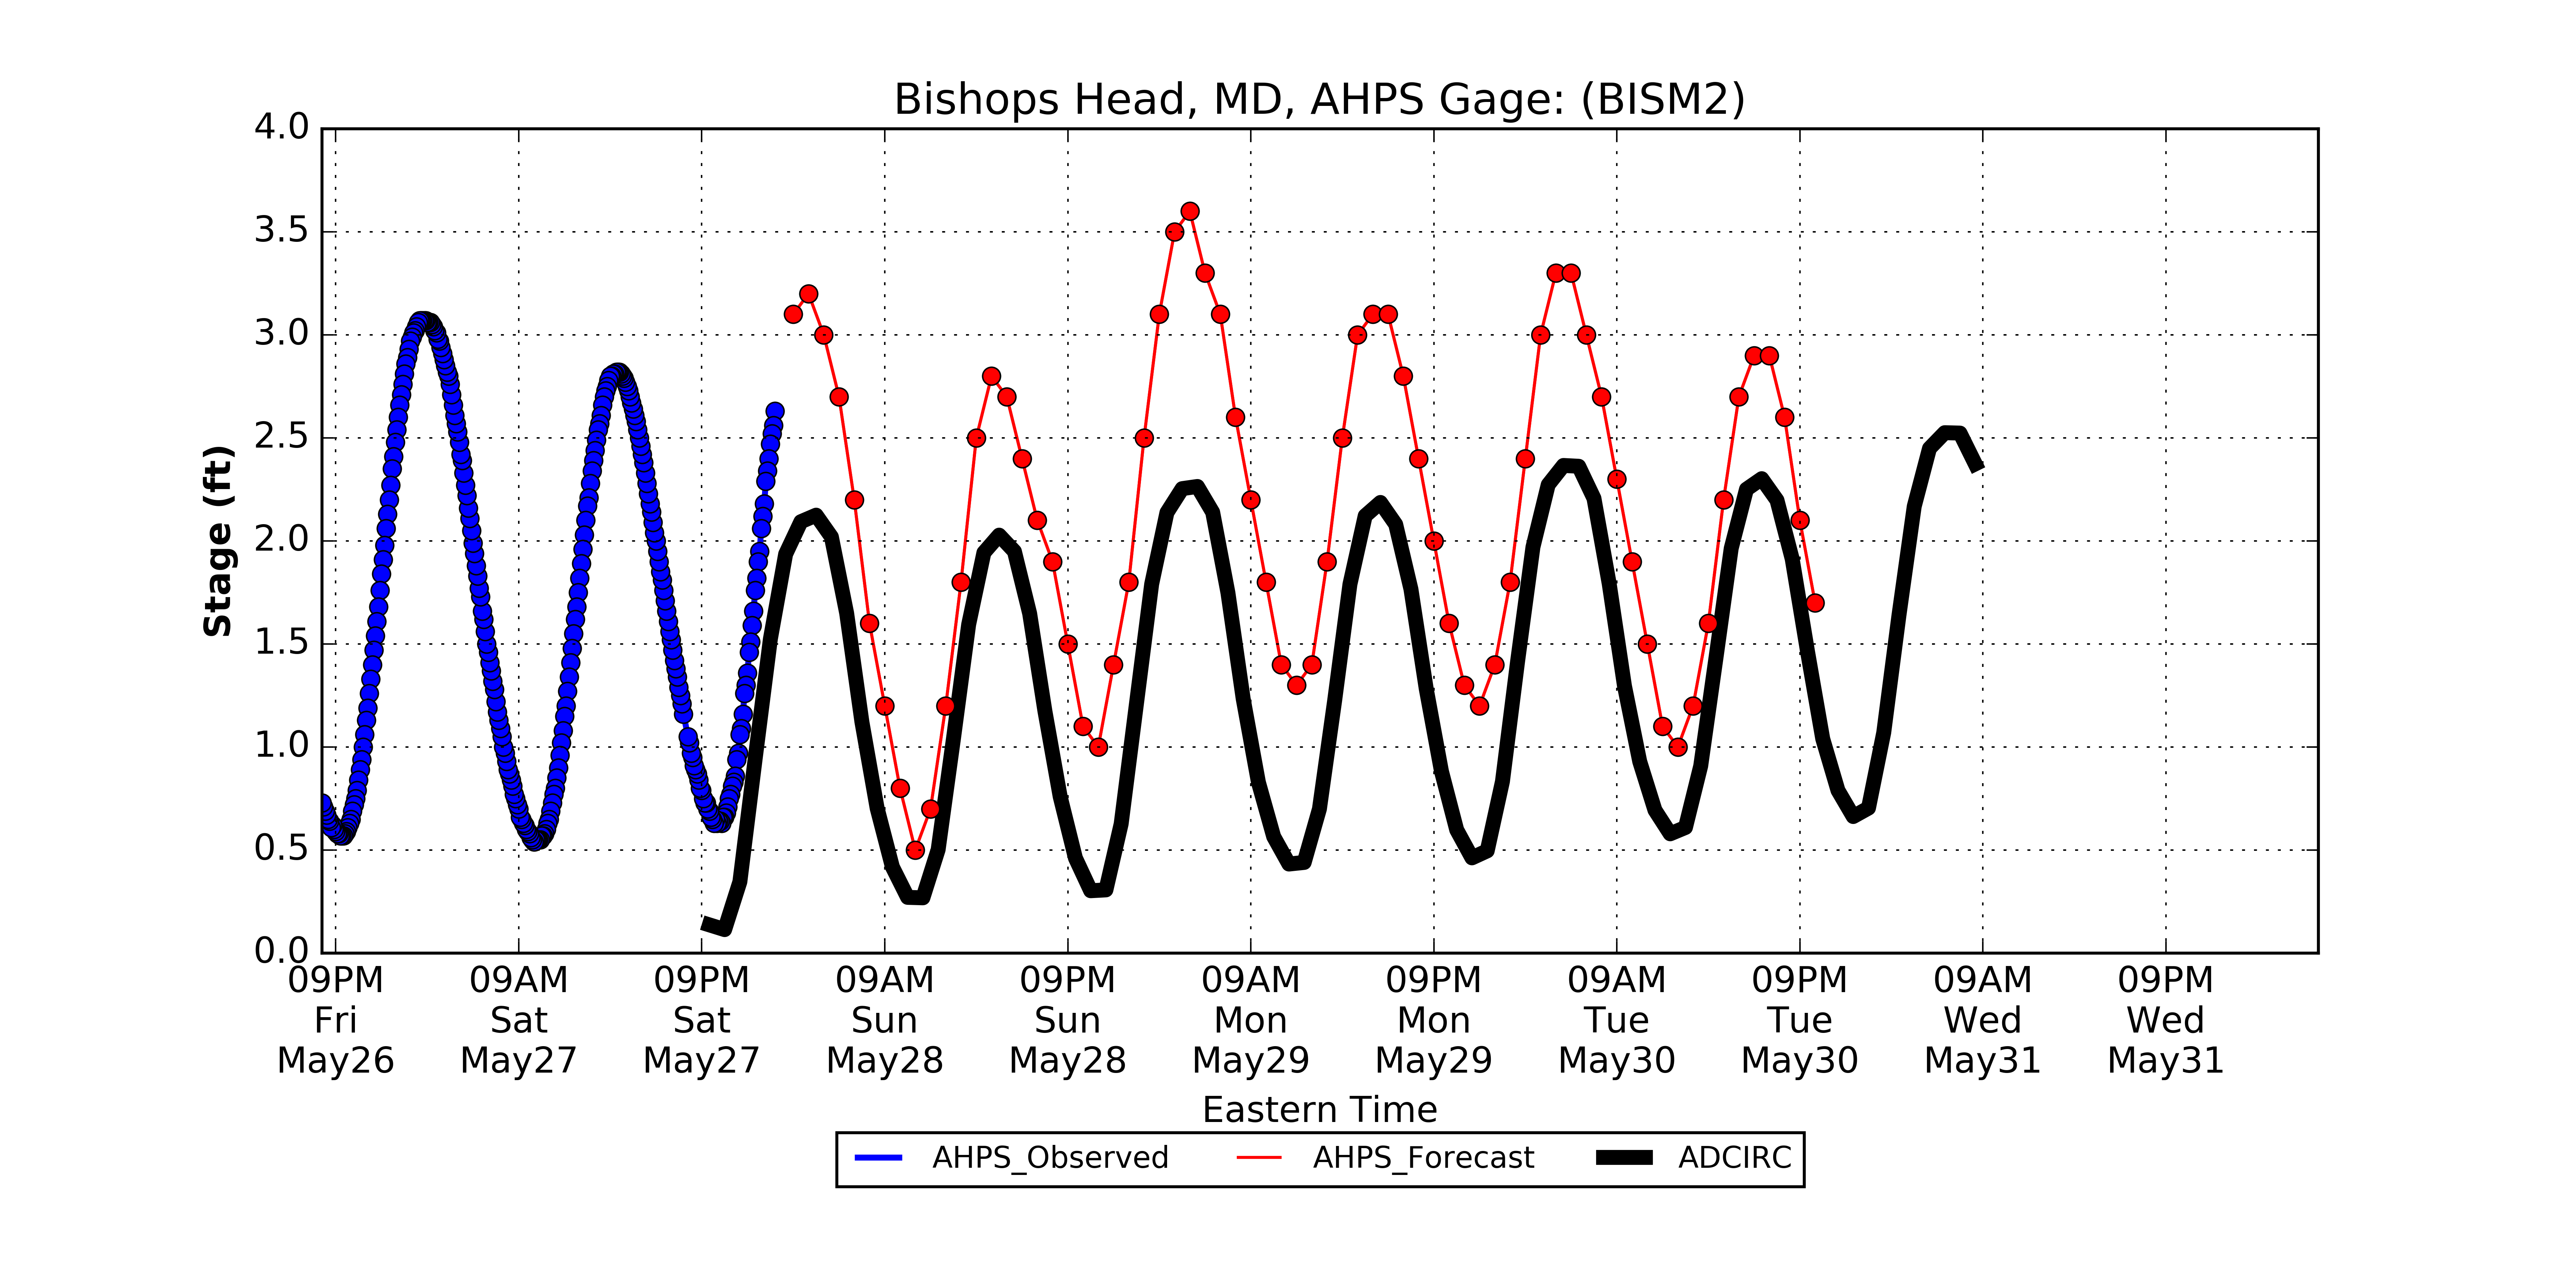 Bishops Head, MD, AHPS Gage: (BISM2)
4.0
3.5
3.0
2.5
2.0
1.5
1.0
0.5
0.0
Stage (ft)
09PM 09AM 09PM 09AM 09PM 09AM 09PM 09AM 09PM 09AM 09PM
Fri Sat Sat Sun Sun Mon Mon Tue Tue Wed Wed
May26 May27 May27 May28 May28 May29 May29 May30 May30 May31 May31
Eastern Time
AHPS_Observed AHPS_Forecast ADCIRC